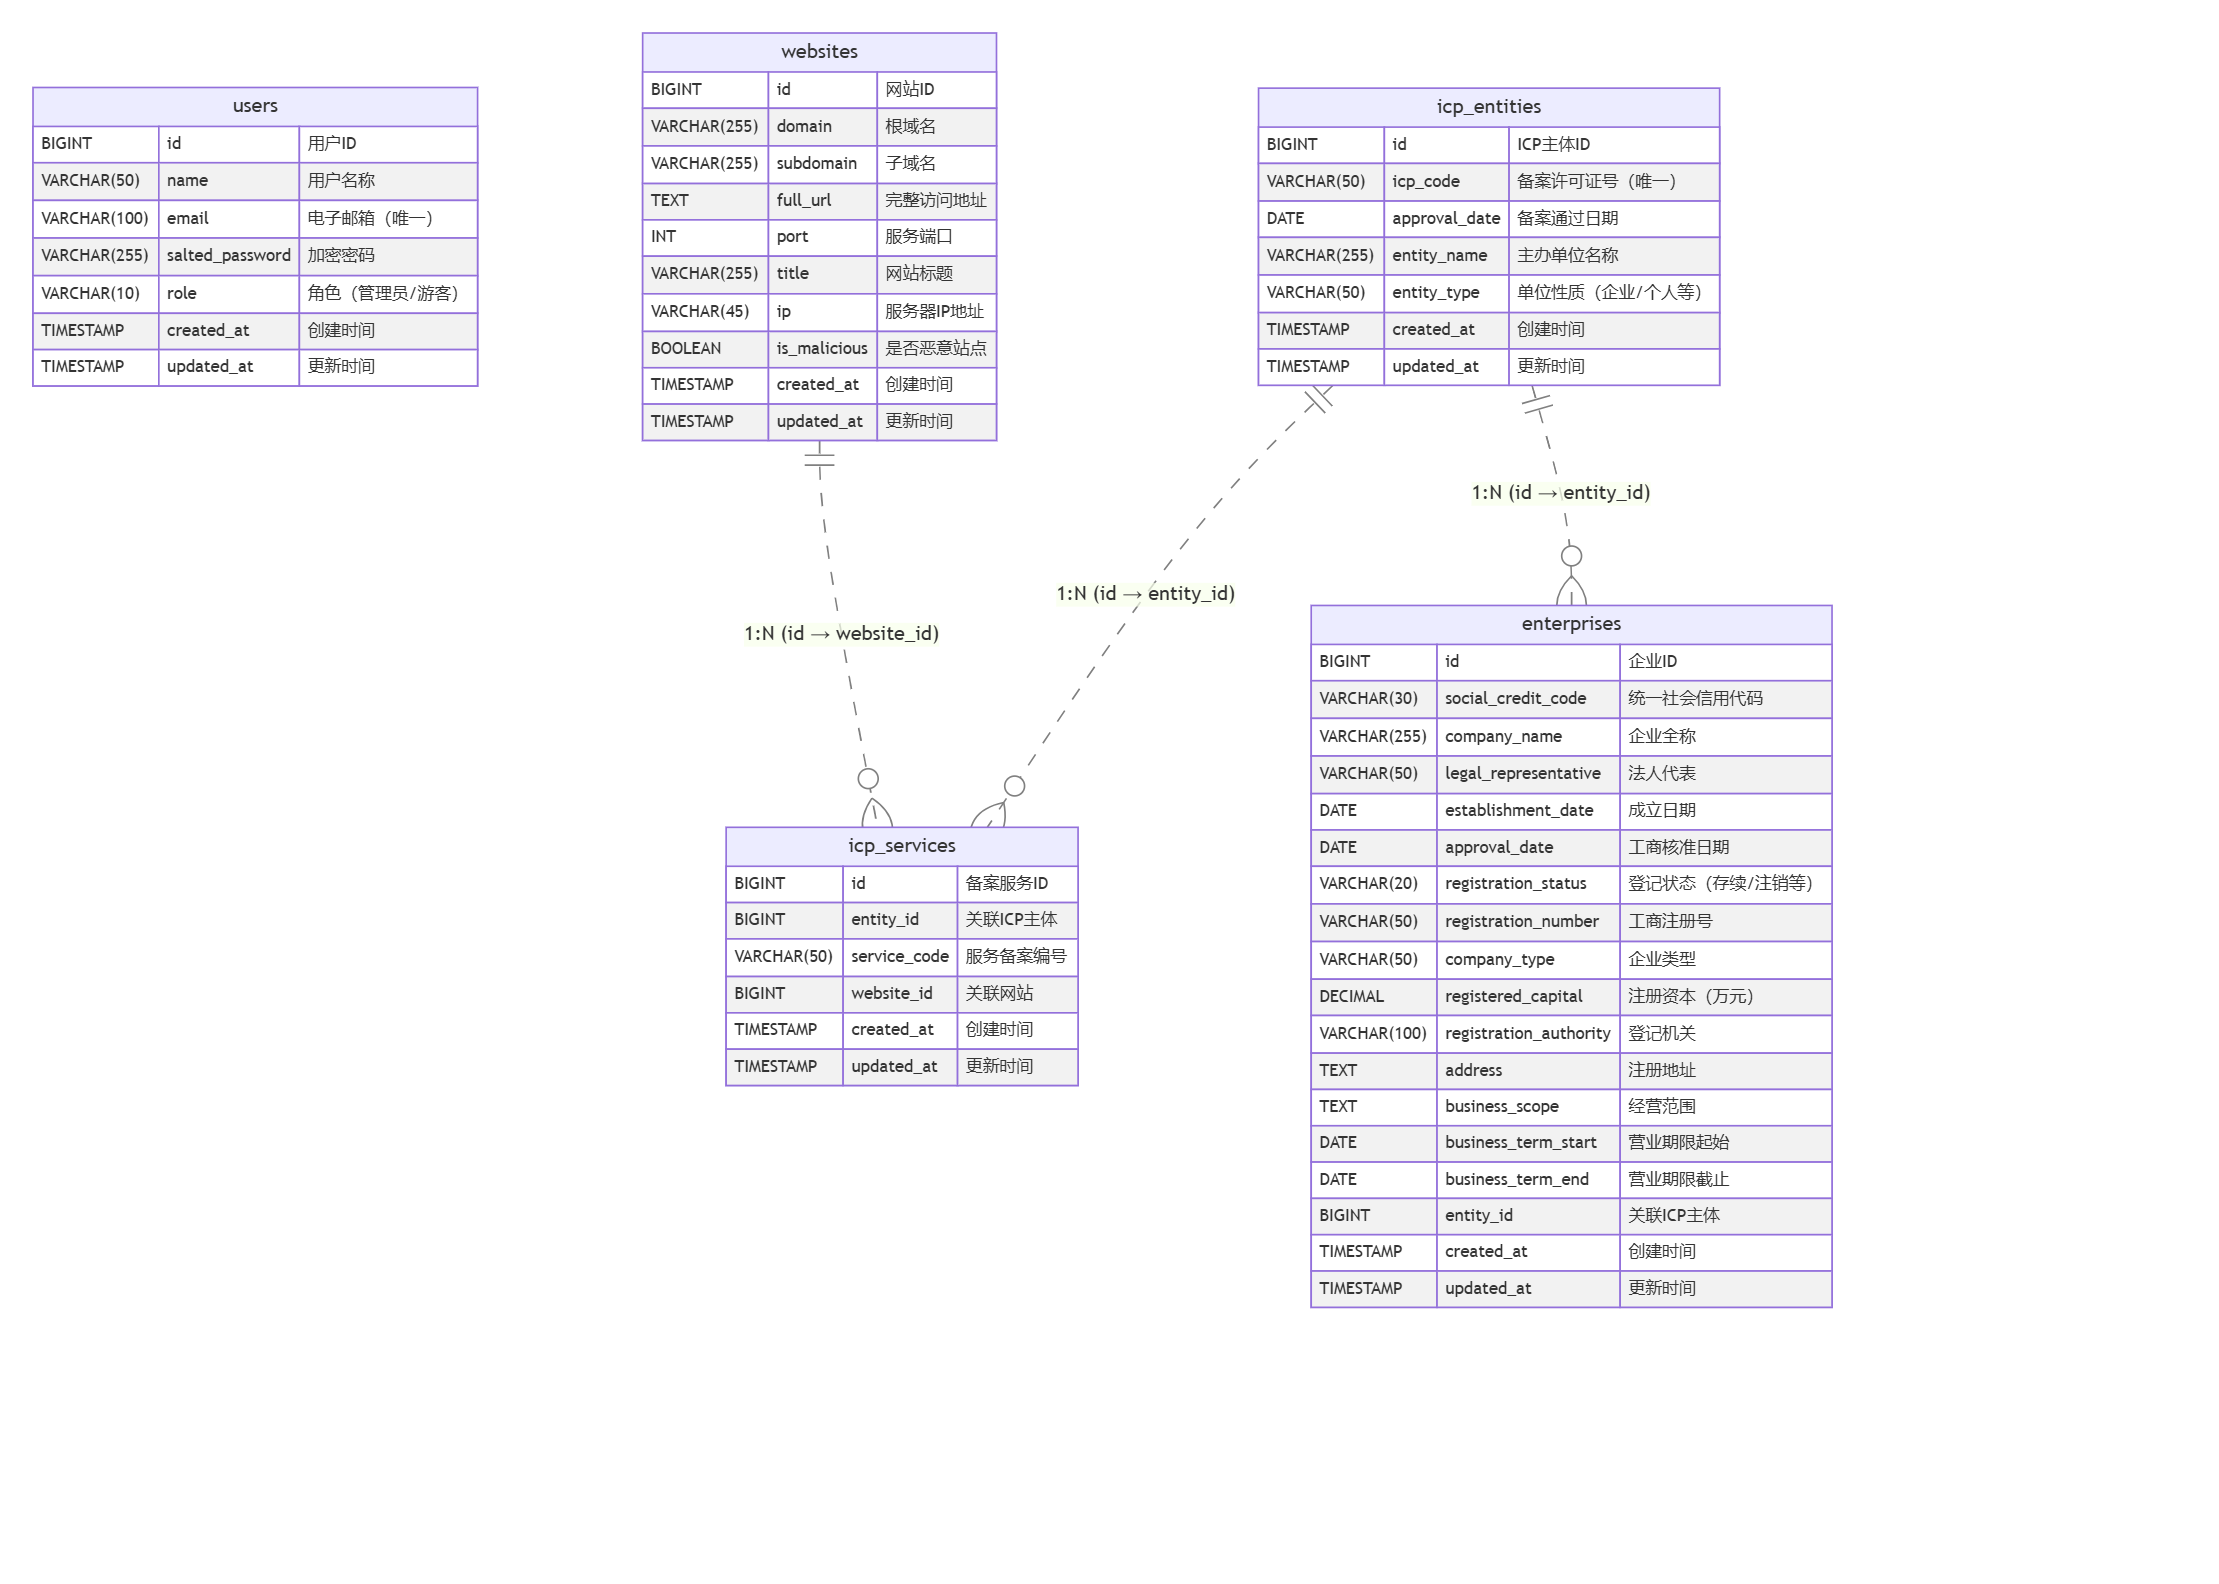 users
BIGINT id 用户ID
VARCHAR(50) name 用户名称
VARCHAR(100) email 电子邮箱（唯一）
VARCHAR(255) salted_password 加密密码
VARCHAR(10) role 角色（管理员/游客）
TIMESTAMP created_at 创建时间
TIMESTAMP updated_at 更新时间
websites
BIGINT id 网站ID
VARCHAR(255) domain 根域名
VARCHAR(255) subdomain 子域名
TEXT full_url 完整访问地址
INT port 服务端口
VARCHAR(255) title 网站标题
VARCHAR(45) ip 服务器IP地址
BOOLEAN is_malicious 是否恶意站点
TIMESTAMP created_at 创建时间
TIMESTAMP updated_at 更新时间
icp_entities
BIGINT id ICP主体ID
VARCHAR(50) icp_code 备案许可证号（唯一）
DATE approval_date 备案通过日期
VARCHAR(255) entity_name 主办单位名称
VARCHAR(50) entity_type 单位性质（企业/个人等）
TIMESTAMP created_at 创建时间
TIMESTAMP updated_at 更新时间
1:N (id → entity_id)
1:N (id → entity_id)
1:N (id → website_id)
enterprises
BIGINT id 企业ID
VARCHAR(30) social_credit_code 统一社会信用代码
VARCHAR(255) company_name 企业全称
VARCHAR(50) legal_representative 法人代表
DATE establishment_date 成立日期
DATE approval_date 工商核准日期
VARCHAR(20) registration_status 登记状态（存续/注销等）
VARCHAR(50) registration_number 工商注册号
VARCHAR(50) company_type 企业类型
DECIMAL registered_capital 注册资本（万元）
VARCHAR(100) registration_authority 登记机关
TEXT address 注册地址
TEXT business_scope 经营范围
DATE business_term_start 营业期限起始
DATE business_term_end 营业期限截止
BIGINT entity_id 关联ICP主体
TIMESTAMP created_at 创建时间
TIMESTAMP updated_at 更新时间
icp_services
BIGINT id 备案服务ID
BIGINT entity_id 关联ICP主体
VARCHAR(50) service_code 服务备案编号
BIGINT website_id 关联网站
TIMESTAMP created_at 创建时间
TIMESTAMP updated_at 更新时间